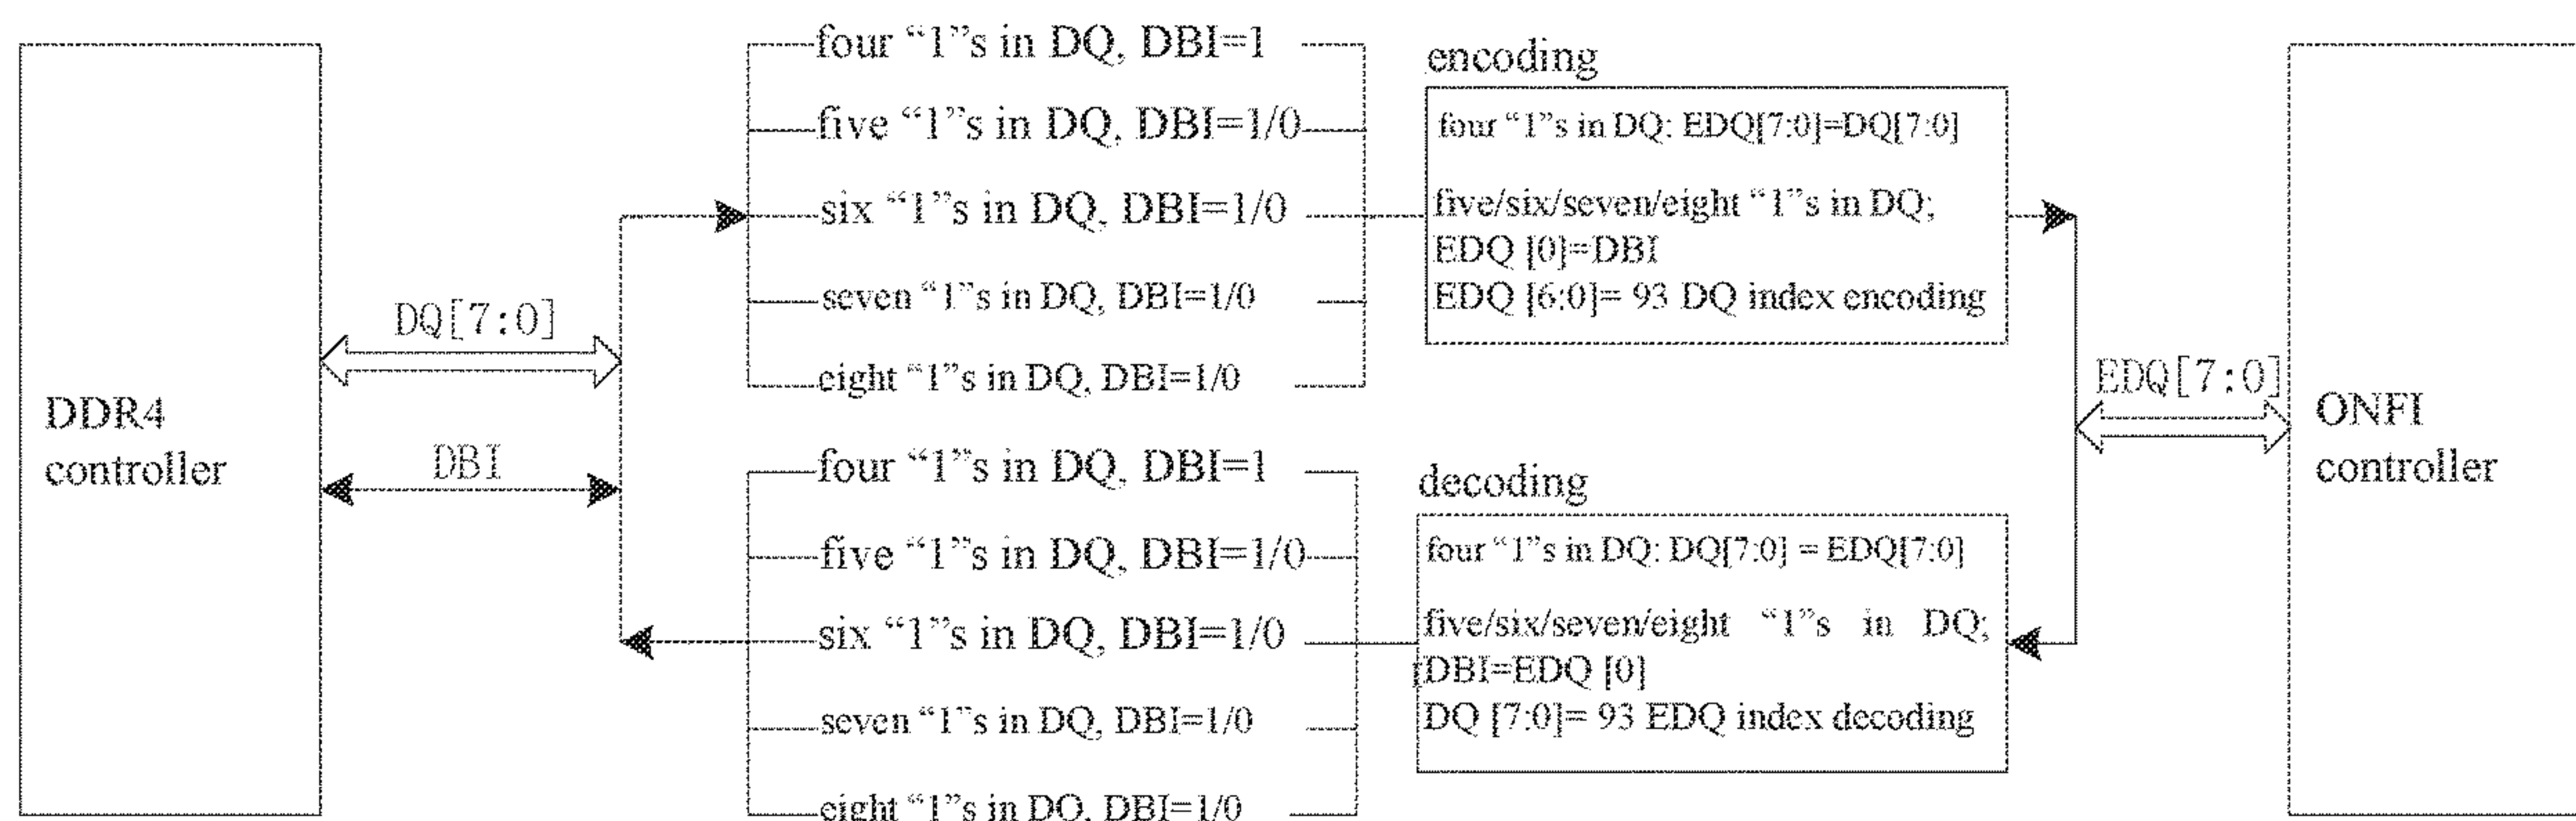 DDR4
controller
DQ[7:0]
DBI
four “1”s in DQ, DBI=1
five “1”s in DQ, DBI=1/0
six “1”s in DQ, DBI=1/0
seven “1”s in DQ, DBI=1/0
eight “1”s in DQ, DBI=1/0
encoding
four “1”s in DQ: EDQ[7:0]=DQ[7:0]
five/six/seven/eight “1”s in DQ;
EDQ [0]=DBI
EDQ [6:0]= 93 DQ index encoding
four “1”s in DQ, DBI=1
five “1”s in DQ, DBI=1/0
six “1”s in DQ, DBI=1/0
seven “1”s in DQ, DBI=1/0
eight “1”s in DQ, DBI=1/0
decoding
four “1”s in DQ: DQ[7:0] = EDQ[7:0]
five/six/seven/eight “1”s in DQ;
DBI=EDQ [0]
DQ [7:0]= 93 EDQ index decoding
EDQ[7:0]
ONFI
controller